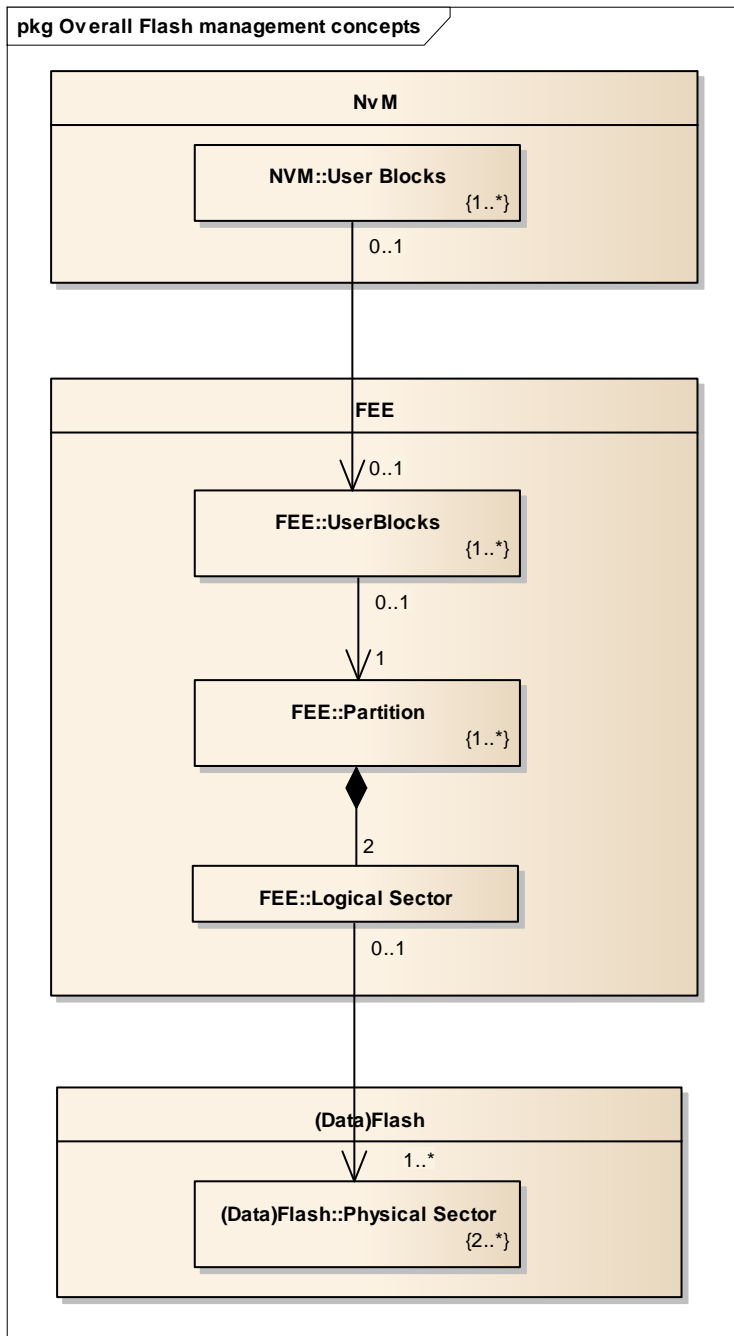 pkg Overall Flash management concepts
NvM
NVM::User Blocks
{1..*}
0..1
FEE
0..1
FEE::UserBlocks
{1..*}
0..1
1
FEE::Partition
{1..*}
2
FEE::Logical Sector
0..1
(Data)Flash
1..*
(Data)Flash::Physical Sector
{2..*}